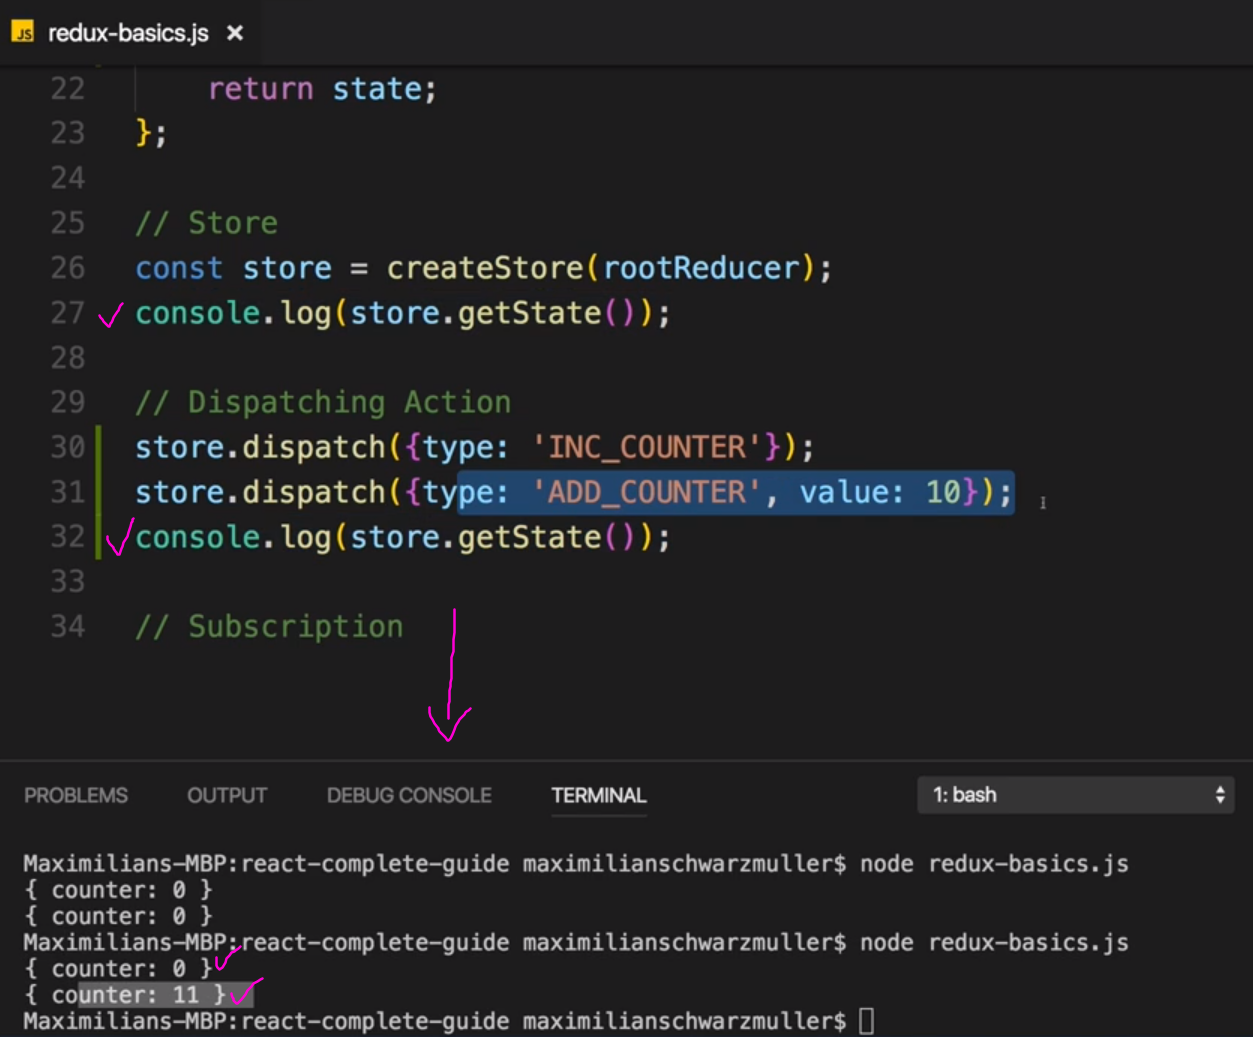 JS redux-basics.js ×
22 return state;
23 };
24
25 // Store
26 const store = createStore(rootReducer);
27 console.log(store.getState());
28
29 // Dispatching Action
30 store.dispatch({type: 'INC_COUNTER'});
31 store.dispatch({type: 'ADD_COUNTER', value: 10});
32 console.log(store.getState());
33
34 // Subscription
PROBLEMS OUTPUT DEBUG CONSOLE TERMINAL 1: bash
Maximilians-MBP:react-complete-guide maximilianschwarzmuller$ node redux-basics.js
{ counter: 0 }
{ counter: 0 }
Maximilians-MBP:react-complete-guide maximilianschwarzmuller$ node redux-basics.js
{ counter: 0 }
{ counter: 11 }
Maximilians-MBP:react-complete-guide maximilianschwarzmuller$